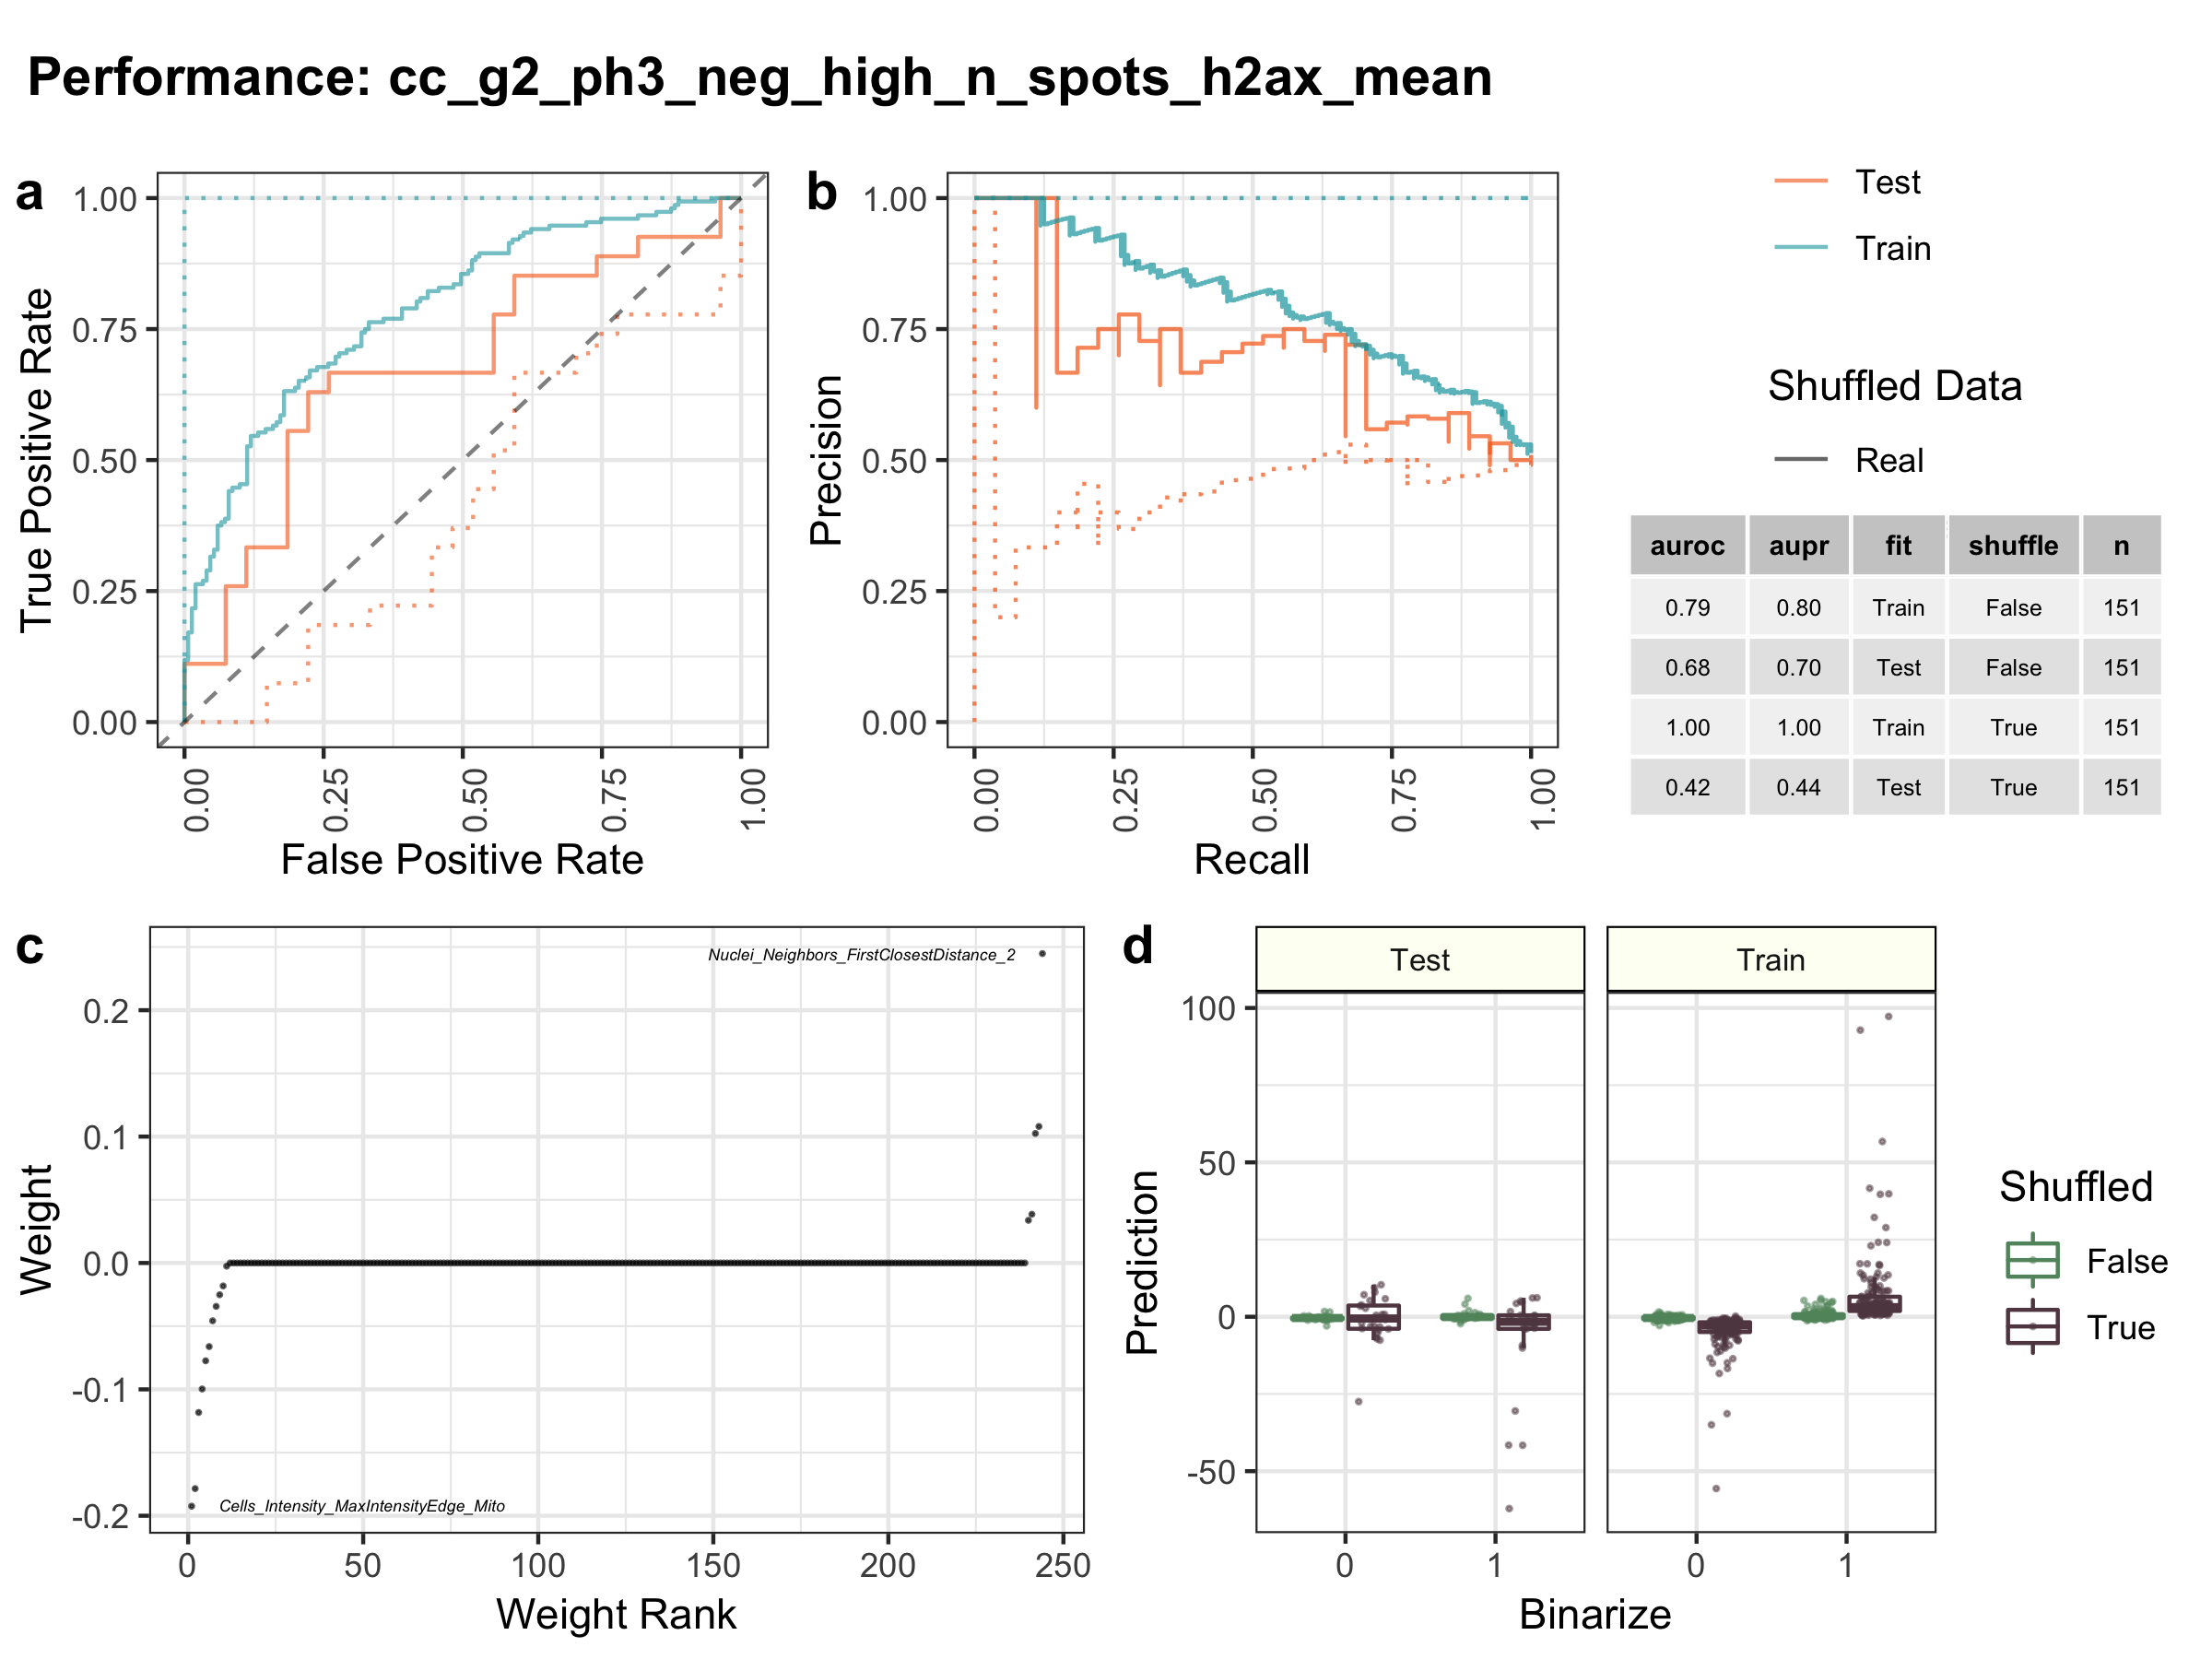 Performance: cc_g2_ph3_neg_high_n_spots_h2ax_mean
a
1.00
0.75
0.50
0.25
0.00
True Positive Rate
0.00
0.25
0.50
0.75
1.00
False Positive Rate
b
1.00
0.75
0.50
0.25
0.00
Precision
0.00
0.25
0.50
0.75
1.00
Recall
Test
Train
Shuffled Data
Real
auroc aupr fit shuffle n
0.79 0.80 Train False 151
0.68 0.70 Test False 151
1.00 1.00 Train True 151
0.42 0.44 Test True 151
c
0.2
0.1
0.0
-0.1
-0.2
Weight
Nuclei_Neighbors_FirstClosestDistance_2
Cells_Intensity_MaxIntensityEdge_Mito
0 50 100 150 200 250
Weight Rank
d
Test Train
100
50
0
-50
Prediction
0 1 0 1
Binarize
Shuffled
False
True